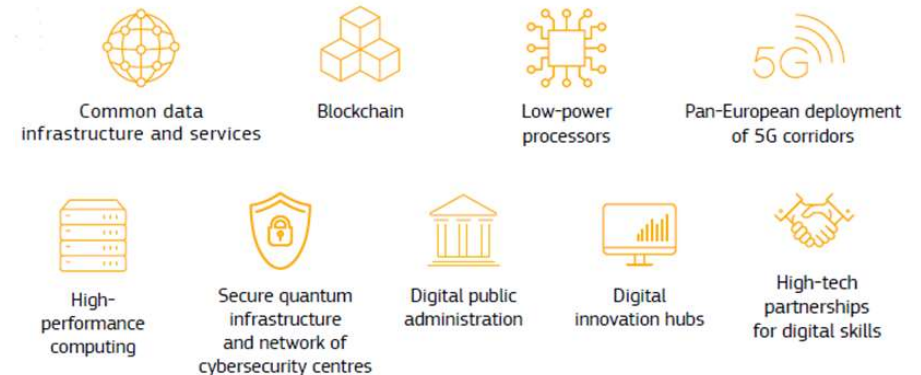 5G
Common data
infrastructure and services
Blockchain
Low-power
processors
Pan-European deployment
of 5G corridors
High-
performance
computing
Secure quantum
infrastructure
and network of
cybersecurity centres
Digital public
administration
Digital
innovation hubs
High-tech
partnerships
for digital skills